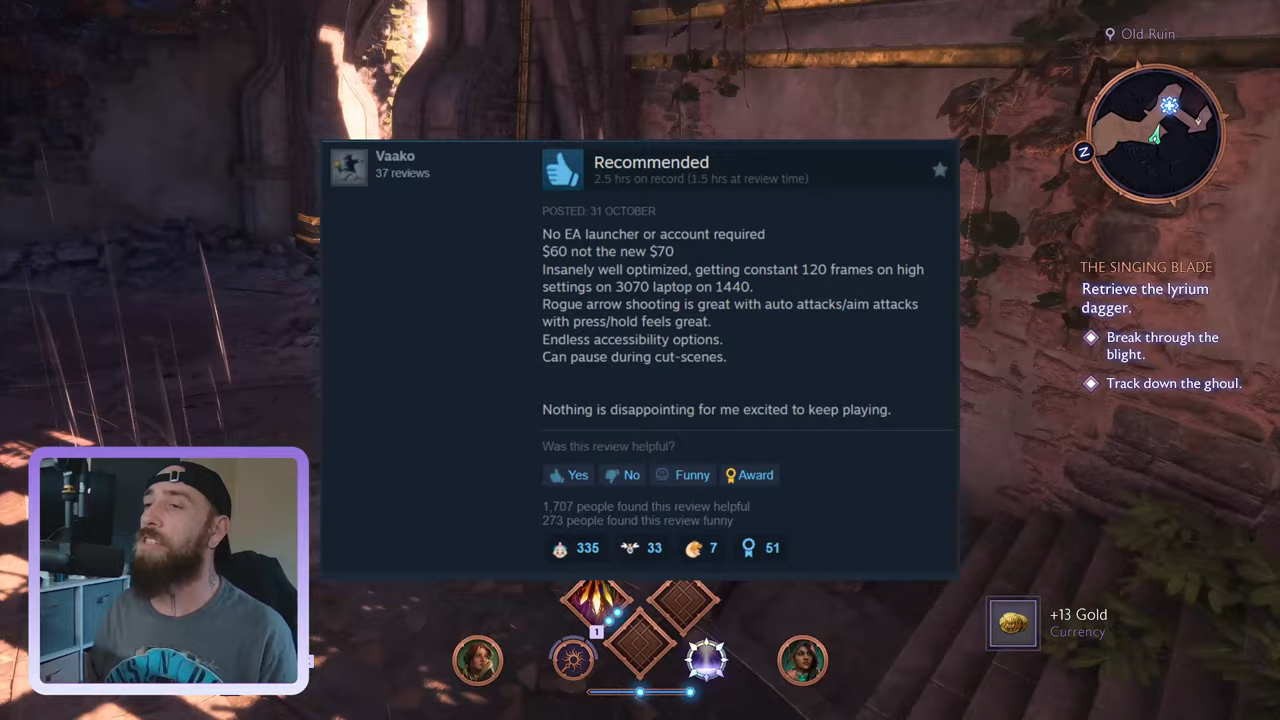 Old Ruin
Z
Vaako
37 reviews
Recommended
2.5 hrs on record (1.5 hrs at review time)
POSTED: 31 OCTOBER
No EA launcher or account required
$60 not the new $70
Insanely well optimized, getting constant 120 frames on high
settings on 3070 laptop on 1440.
Rogue arrow shooting is great with auto attacks/aim attacks
with press/hold feels great.
Endless accessibility options.
Can pause during cut-scenes.
Nothing is disappointing for me excited to keep playing.
Was this review helpful?
Yes No Funny Award
1,707 people found this review helpful
273 people found this review funny
335 33 7 51
THE SINGING BLADE
Retrieve the lyrium
dagger.
Break through the
blight.
Track down the ghoul.
1
+13 Gold
Currency